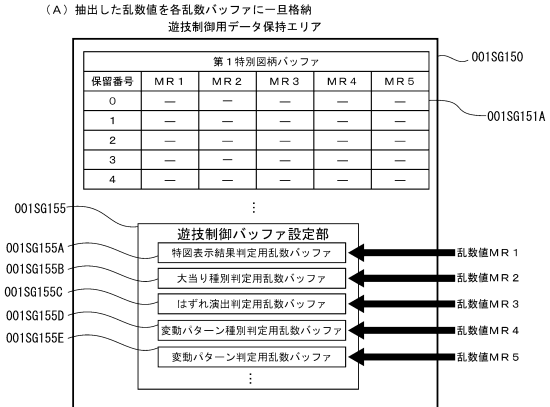 （Ａ）抽出した乱数値を各乱数バッファに一旦格納
遊技制御用データ保持エリア
001SG150
第１特別図柄バッファ
保留番号 ＭＲ１ ＭＲ２ ＭＲ３ ＭＲ４ ＭＲ５
０ ― ― ― ― ―
１ ― ― ― ― ―
２ ― ― ― ― ―
３ ― ― ― ― ―
４ ― ― ― ― ―
001SG151A
⋮
001SG155
遊技制御バッファ設定部
001SG155A 特図表示結果判定用乱数バッファ 乱数値ＭＲ１
001SG155B 大当り種別判定用乱数バッファ 乱数値ＭＲ２
001SG155C はずれ演出判定用乱数バッファ 乱数値ＭＲ３
001SG155D 変動パターン種別判定用乱数バッファ 乱数値ＭＲ４
001SG155E 変動パターン判定用乱数バッファ 乱数値ＭＲ５
⋮